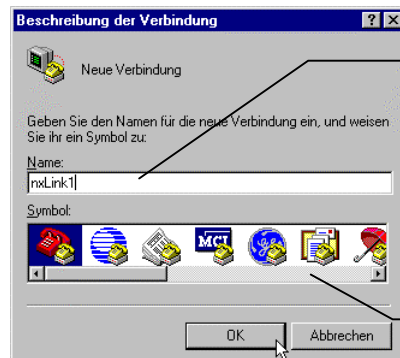 Beschreibung der Verbindung
Neue Verbindung
Geben Sie den Namen für die neue Verbindung ein, und weisen
Sie ihr ein Symbol zu:
Name:
nxLink1
Symbol:
MCI
OK
Abbrechen